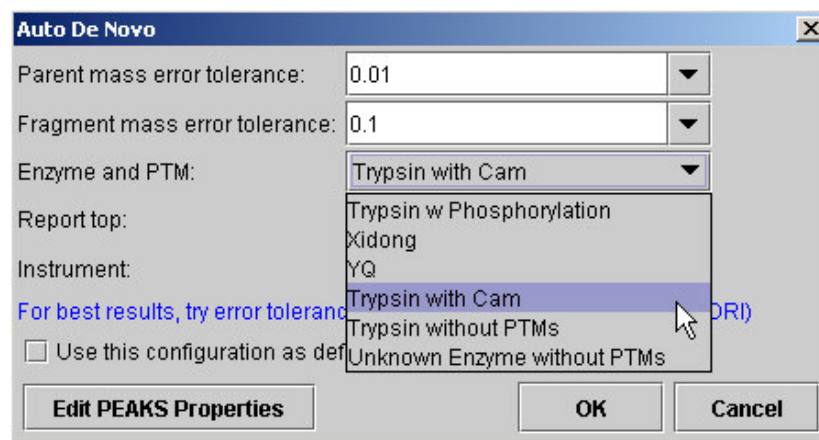 Auto De Novo
Parent mass error tolerance: 0.01
Fragment mass error tolerance: 0.1
Enzyme and PTM: Trypsin with Cam
Trypsin w Phosphorylation
Report top:
Xidong
Instrument:
YQ
Trypsin with Cam
For best results, try error DRI)
Trypsin without PTMs
Use this configuration as
Unknown Enzyme without PTMs
Edit PEAKS Properties OK Cancel